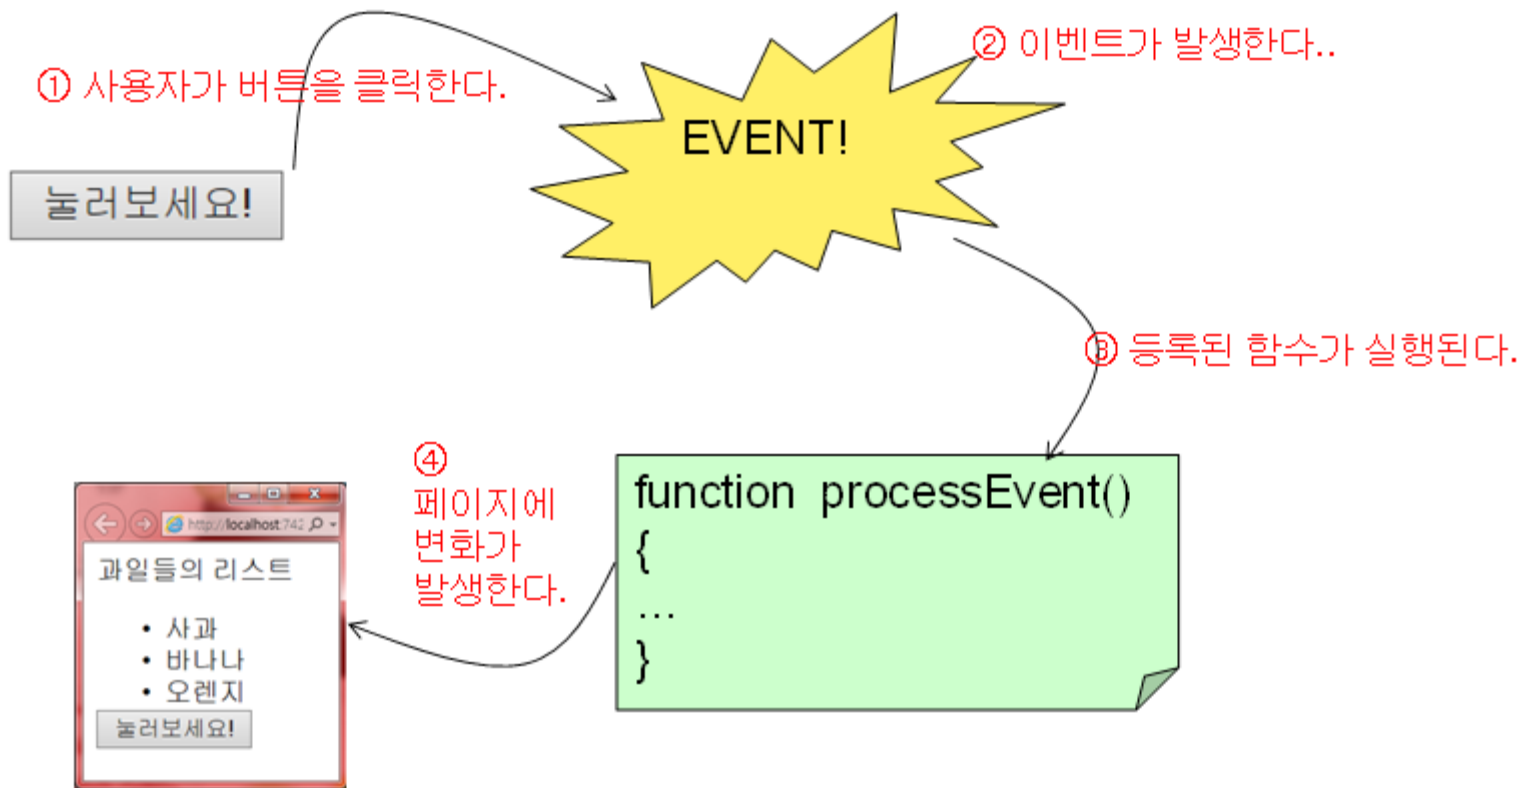 ① 사용자가 버튼을 클릭한다.
② 이벤트가 발생한다..
EVENT!
눌러보세요!
③ 등록된 함수가 실행된다.
④
페이지에
변화가
발생한다.
function processEvent()
{
...
}
http://localhost:742
과일들의 리스트
• 사과
• 바나나
• 오렌지
눌러보세요!